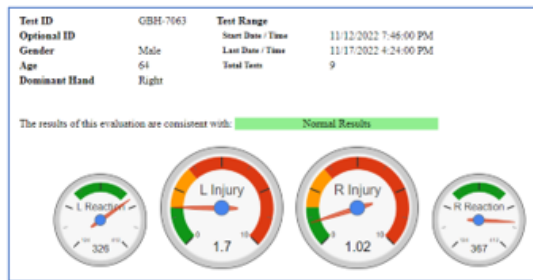 Test ID GBH-7063 Test Range
Optional ID Start Date / Time 11/12/2022 7:46:00 PM
Gender Male Last Date / Time 11/17/2022 4:24:00 PM
Age 64 Total Tests 9
Dominant Hand Right
The results of this evaluation are consistent with: Normal Results
L Reaction
326
L Injury
0 10
1.7
R Injury
0 10
1.02
R Reaction
367